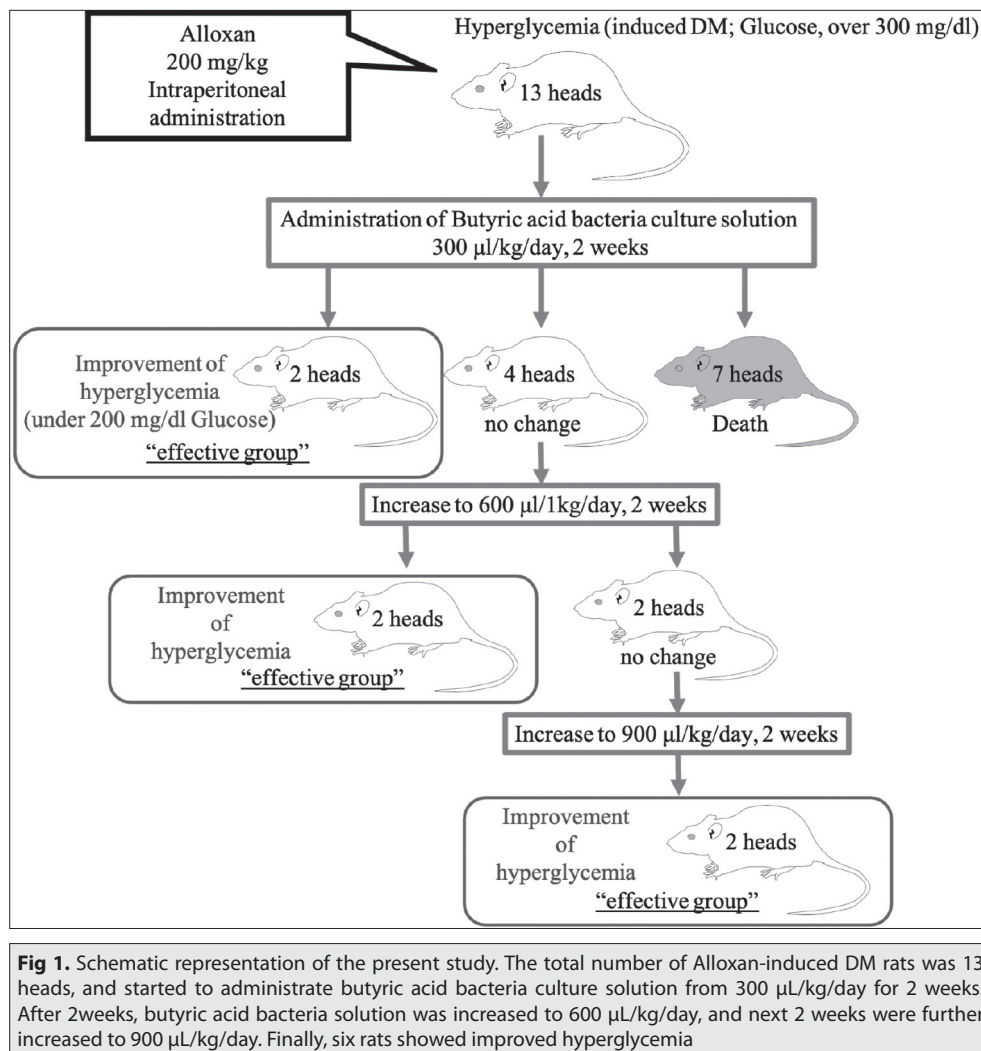 Alloxan
200 mg/kg
Intraperitoneal
administration
Hyperglycemia (induced DM; Glucose, over 300 mg/dl)
13 heads
Administration of Butyric acid bacteria culture solution
300 µl/kg/day, 2 weeks
Improvement of
hyperglycemia
(under 200 mg/dl Glucose)
2 heads
"effective group"
4 heads
no change
7 heads
Death
Increase to 600 µl/1kg/day, 2 weeks
Improvement
of
hyperglycemia
2 heads
"effective group"
2 heads
no change
Increase to 900 µl/kg/day, 2 weeks
Improvement
of
hyperglycemia
2 heads
"effective group"
Fig 1. Schematic representation of the present study. The total number of Alloxan-induced DM rats was 13
heads, and started to administrate butyric acid bacteria culture solution from 300 µL/kg/day for 2 weeks.
After 2weeks, butyric acid bacteria solution was increased to 600 µL/kg/day, and next 2 weeks were further
increased to 900 µL/kg/day. Finally, six rats showed improved hyperglycemia